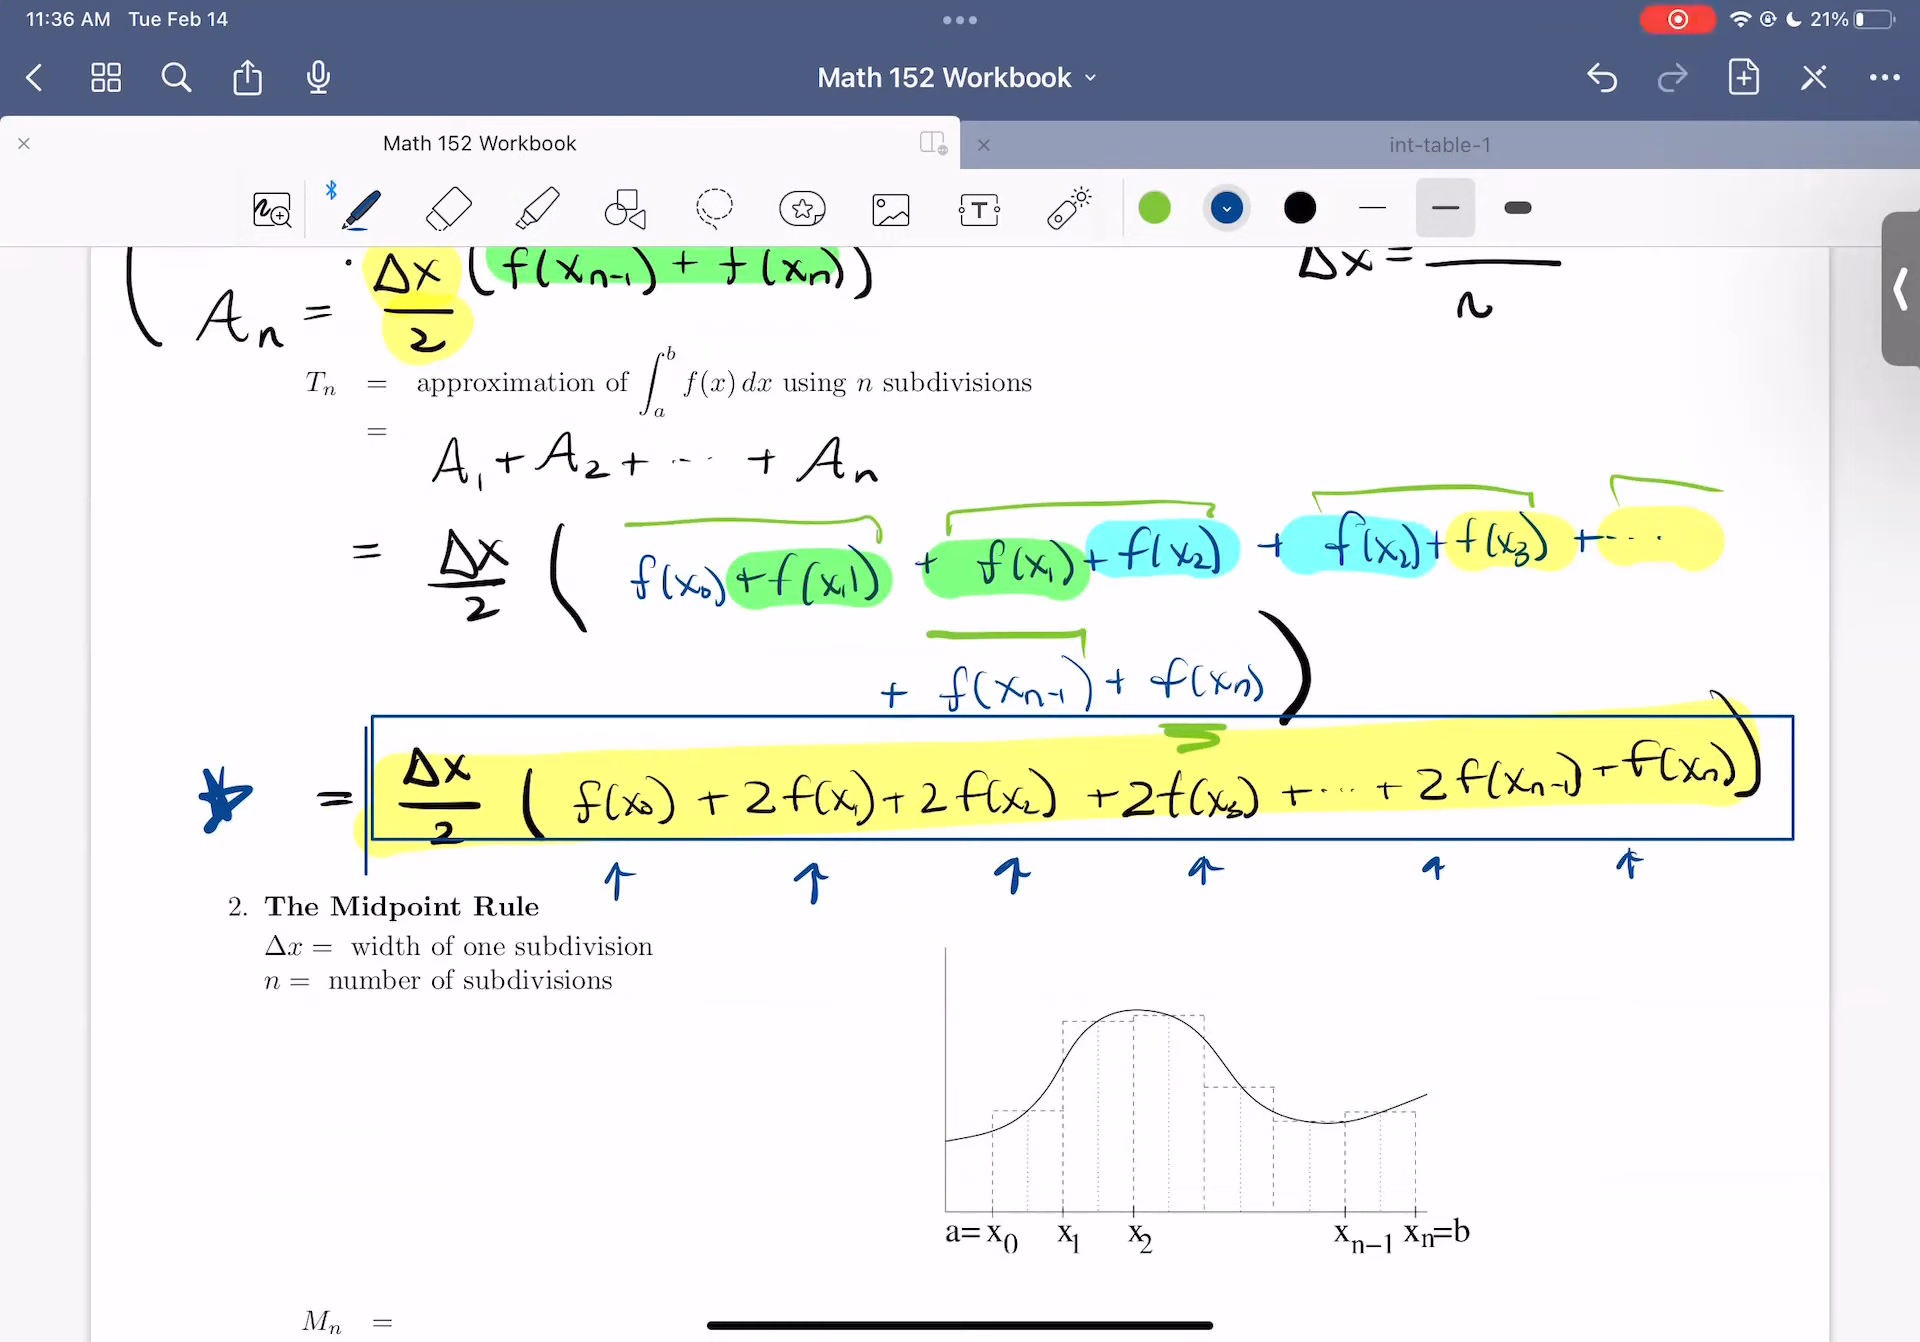 11:36 AM Tue Feb 14
21%
Math 152 Workbook
Math 152 Workbook
int-table-1
A_n = Δx/2 (f(x_{n-1}) + f(x_n))
Δx = /n
T_n = approximation of ∫_a^b f(x) dx using n subdivisions
=
A_1 + A_2 + ··· + A_n
= Δx/2 ( f(x_0) + f(x_1) + f(x_1) + f(x_2) + f(x_2) + f(x_3) + ···
+ f(x_{n-1}) + f(x_n) )
= Δx/2 ( f(x_0) + 2f(x_1) + 2f(x_2) + 2f(x_3) + ··· + 2f(x_{n-1}) + f(x_n) )
2. The Midpoint Rule
Δx = width of one subdivision
n = number of subdivisions
a=x_0 x_1 x_2 x_{n-1} x_n=b
M_n =